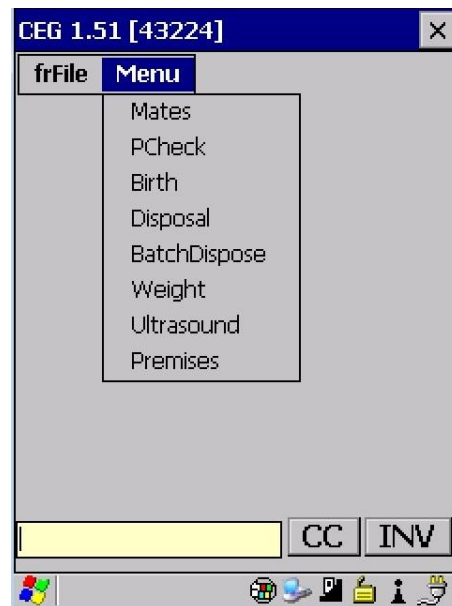 CEG 1.51 [43224]
frFile Menu
Mates
PCheck
Birth
Disposal
BatchDispose
Weight
Ultrasound
Premises
CC INV